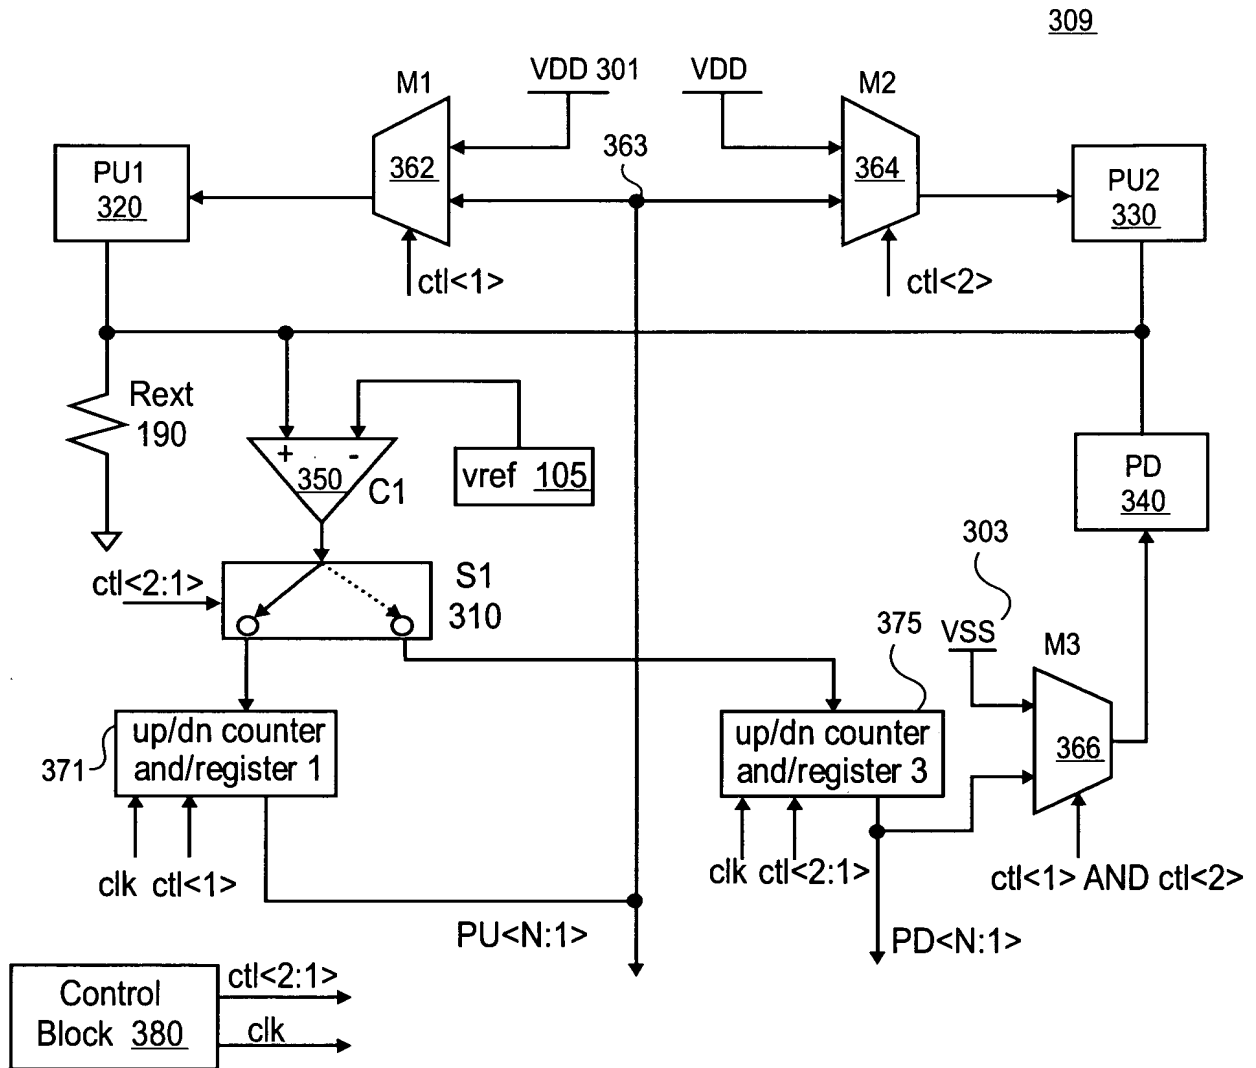 309
VDD 301
VDD
M1
M2
363
362
364
PU1
320
PU2
330
ctl<1>
ctl<2>
Rext
190
+ -
350
C1
vref 105
PD
340
303
ctl<2:1>
S1
310
375
VSS
M3
up/dn counter
and/register 1
371
up/dn counter
and/register 3
366
clk ctl<1>
clk ctl<2:1>
ctl<1> AND ctl<2>
PU<N:1>
PD<N:1>
Control
Block 380
ctl<2:1>
clk